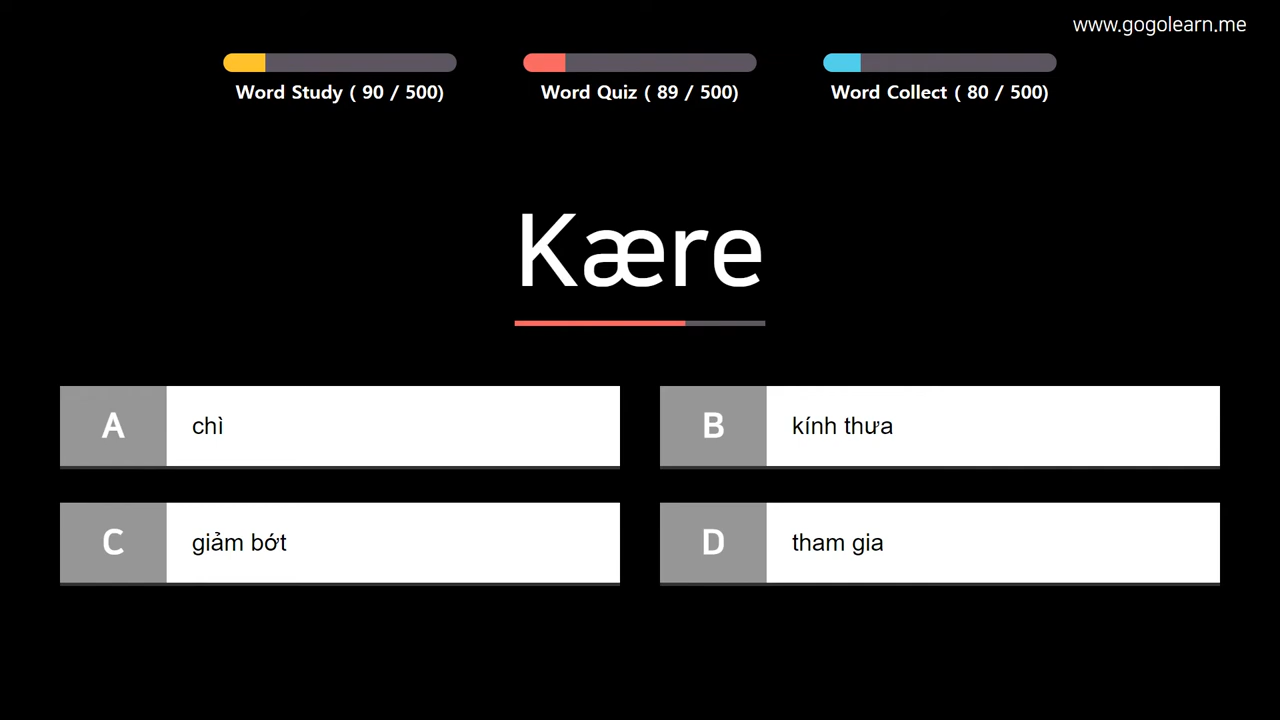 www.gogolearn.me
Word Study ( 90 / 500)
Word Quiz ( 89 / 500)
Word Collect ( 80 / 500)
Kære
A chì
B kính thưa
C giảm bớt
D tham gia